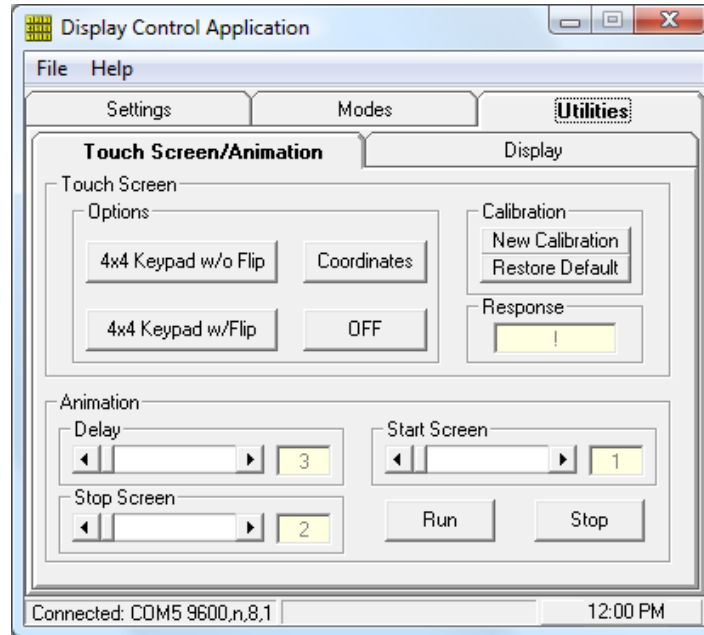 Display Control Application
File Help
Settings Modes Utilities
Touch Screen/Animation Display
Touch Screen
Options
Calibration
4x4 Keypad w/o Flip Coordinates
New Calibration
Restore Default
4x4 Keypad w/Flip OFF
Response
!
Animation
Delay
3
Start Screen
1
Stop Screen
2
Run Stop
Connected: COM5 9600,n,8,1 12:00 PM